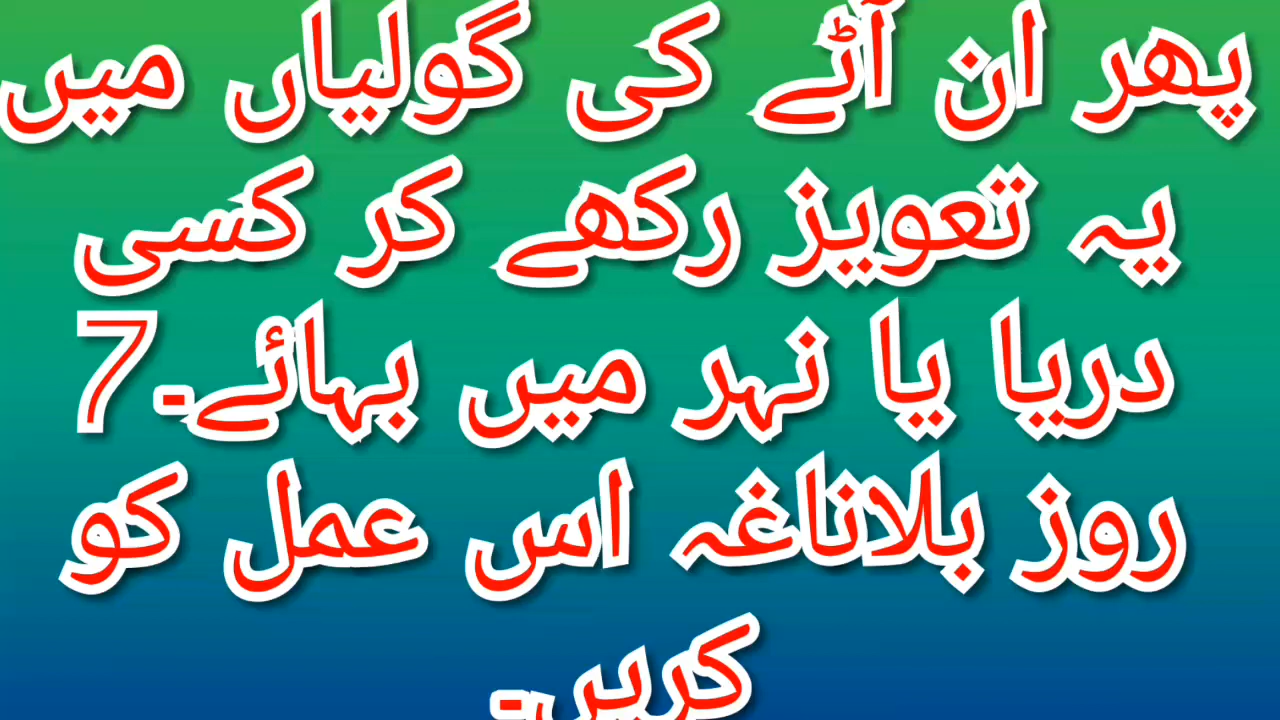 پھر ان آٹے کی گولیاں میں
یہ تعویز رکھے کر کسی
دریا یا نہر میں بہائے۔7
روز بلاناغہ اس عمل کو
کریں۔